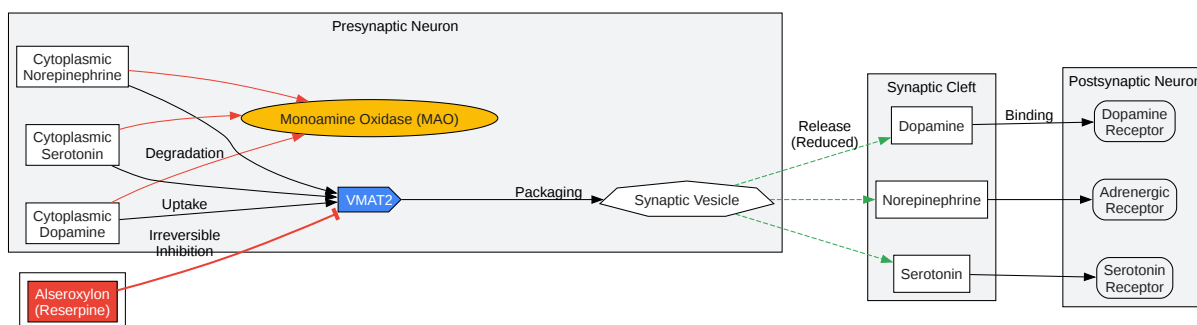 Presynaptic Neuron
Cytoplasmic
Norepinephrine
Monoamine Oxidase (MAO)
Cytoplasmic
Serotonin
Degradation
Cytoplasmic
Dopamine
Uptake
VMAT2
Packaging
Synaptic Vesicle
Irreversible
Inhibition
Alseroxylon
(Reserpine)
Release
(Reduced)
Synaptic Cleft
Dopamine
Norepinephrine
Serotonin
Binding
Postsynaptic Neuron
Dopamine
Receptor
Adrenergic
Receptor
Serotonin
Receptor